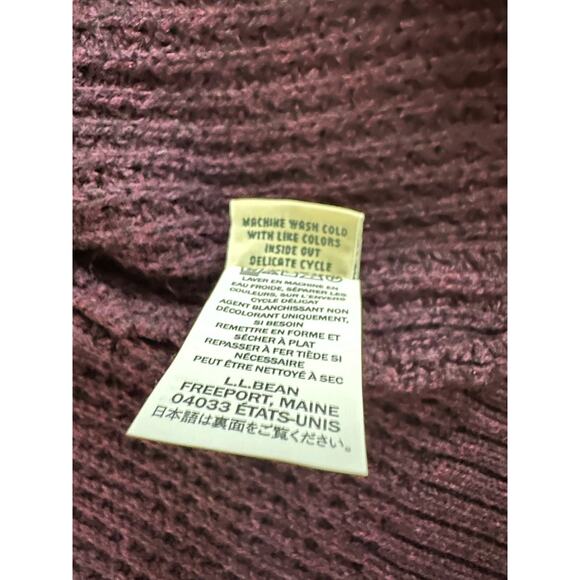 MACHINE WASH COLD
WITH LIKE COLORS
INSIDE OUT
DELICATE CYCLE
LAVER EN MACHINE EN
EAU FROIDE, SÉPARER LES
COULEURS, SUR L'ENVERS
CYCLE DÉLICAT
AGENT BLANCHISSANT NON
DÉCOLORANT UNIQUEMENT,
SI BESOIN
REMETTRE EN FORME ET
SÉCHER À PLAT
REPASSER À FER TIÈDE SI
NÉCESSAIRE
PEUT ÊTRE NETTOYÉ À SEC
L.L.BEAN
FREEPORT, MAINE
04033 ÉTATS-UNIS
日本語は裏面をご覧ください。